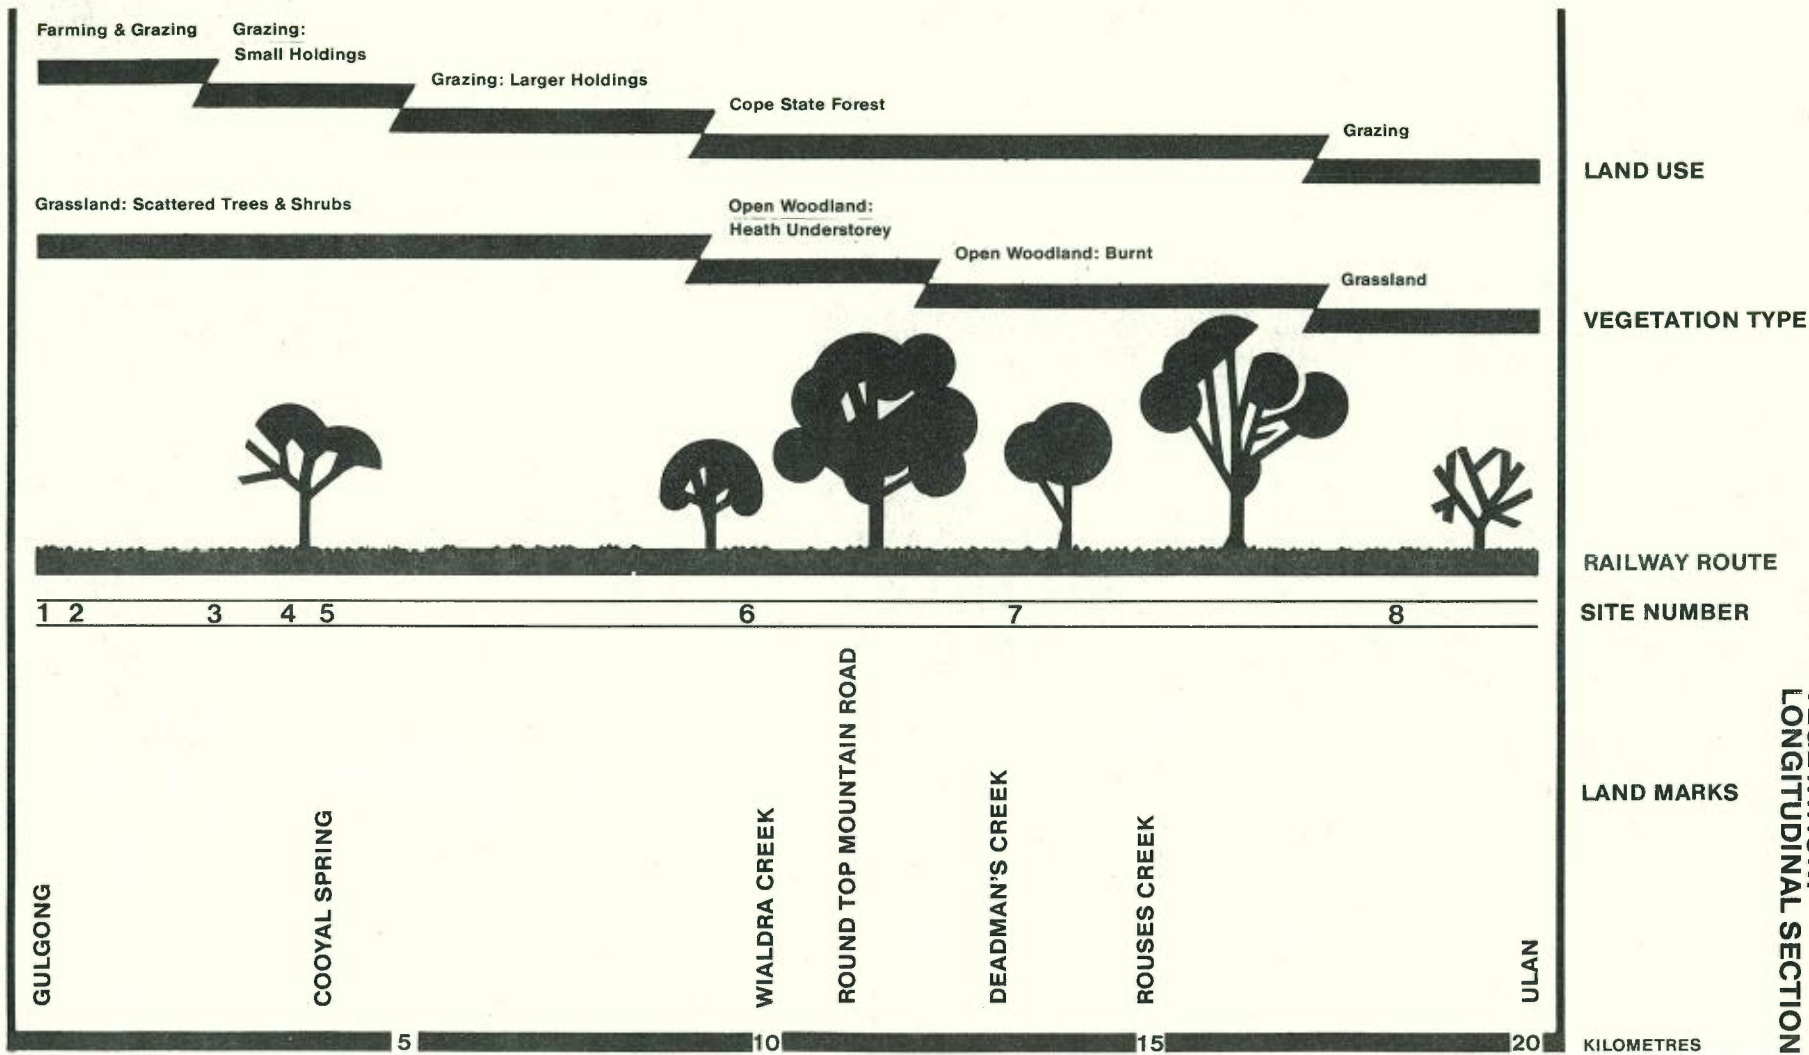 Farming & Grazing
Grazing:
Small Holdings
Grazing: Larger Holdings
Cope State Forest
Grazing
LAND USE
Grassland: Scattered Trees & Shrubs
Open Woodland:
Heath Understorey
Open Woodland: Burnt
Grassland
VEGETATION TYPE
RAILWAY ROUTE
1 2 3 4 5 6 7 8
SITE NUMBER
GULGONG
COOYAL SPRING
WIALDRA CREEK
ROUND TOP MOUNTAIN ROAD
DEADMAN'S CREEK
ROUSES CREEK
ULAN
LAND MARKS
5 10 15 20
KILOMETRES
LONGITUDINAL SECTION